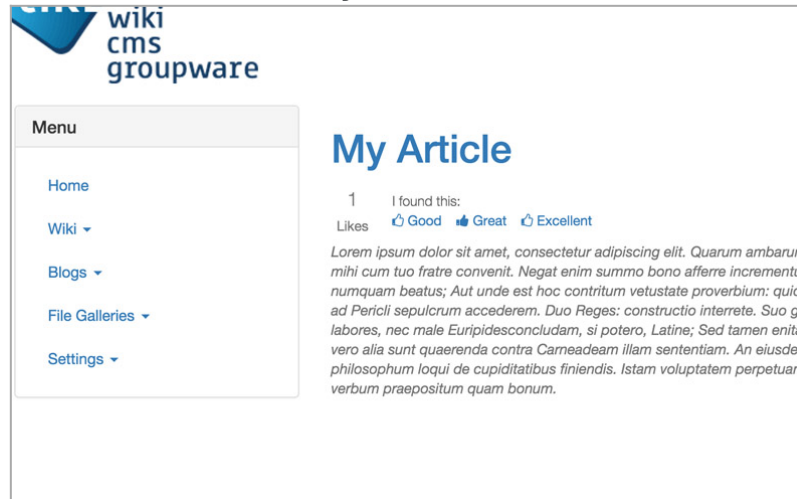 wiki
cms
groupware
Menu
Home
Wiki
Blogs
File Galleries
Settings
My Article
1
Likes
I found this:
Good Great Excellent
Lorem ipsum dolor sit amet, consectetur adipiscing elit. Quarum ambarum
mihi cum tuo fratre convenit. Negat enim summo bono afferre incrementu
numquam beatus; Aut unde est hoc contritum vetustate proverbium: quic
ad Pericli sepulcrum accederem. Duo Reges: constructio interrete. Suo g
labores, nec male Euripidesconcludam, si potero, Latine; Sed tamen enita
vero alia sunt quaerenda contra Carneadeam illam sententiam. An eiusde
philosophum loqui de cupiditatibus finiendis. Istam voluptatem perpetuar
verbum praepositum quam bonum.